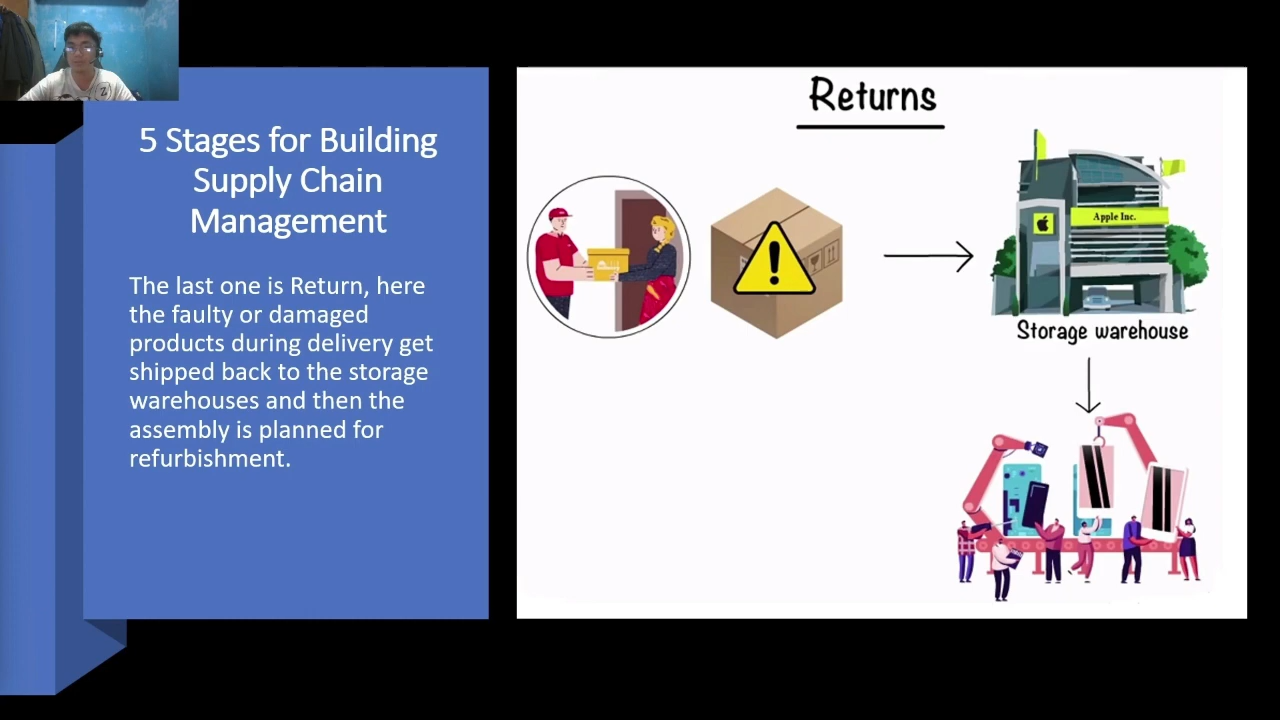 5 Stages for Building
Supply Chain
Management
The last one is Return, here
the faulty or damaged
products during delivery get
shipped back to the storage
warehouses and then the
assembly is planned for
refurbishment.
Returns
Apple Inc.
Storage warehouse